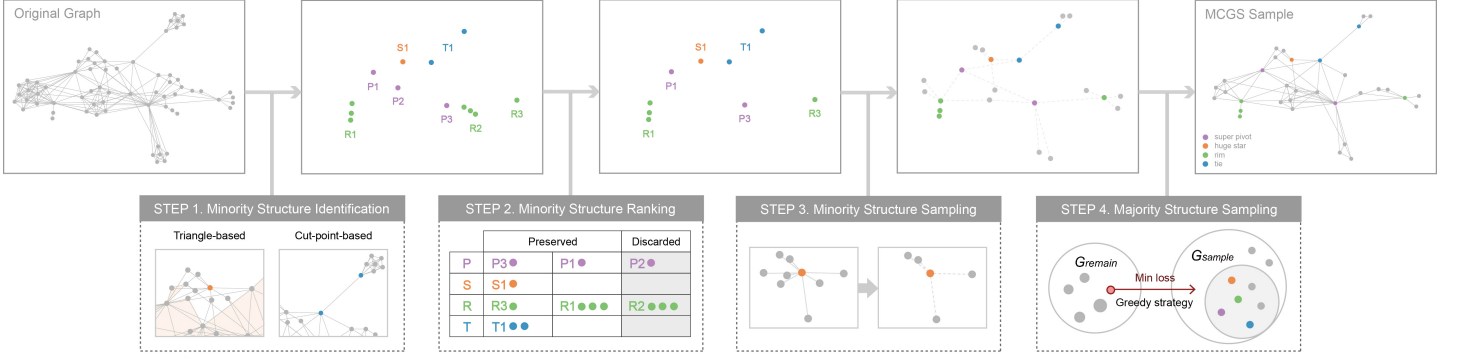 Original Graph
S1
T1
P1
P2
P3
R1
R2
R3
S1
T1
P1
P3
R1
R3
MCGS Sample
super pivot
huge star
rim
tie
STEP 1. Minority Structure Identification
Triangle-based
Cut-point-based
STEP 2. Minority Structure Ranking
Preserved
Discarded
P P3 P1 P2
S S1
R R3 R1 R2
T T1
STEP 3. Minority Structure Sampling
STEP 4. Majority Structure Sampling
Gremain
Gsample
Min loss
Greedy strategy